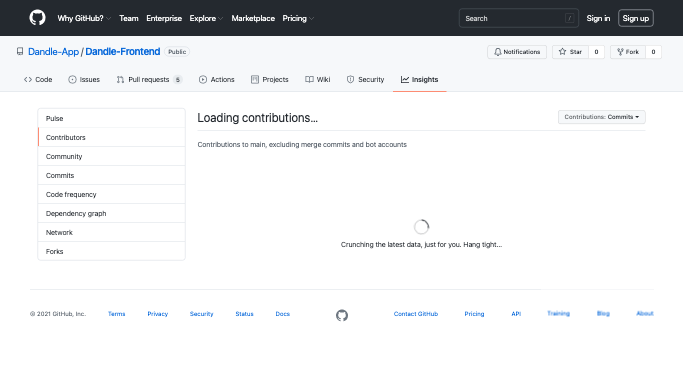 Why GitHub? Team Enterprise Explore Marketplace Pricing Search / Sign in Sign up
Dandle-App / Dandle-Frontend Public Notifications Star 0 Fork 0
Code Issues Pull requests 5 Actions Projects Wiki Security Insights
Pulse
Contributors
Community
Commits
Code frequency
Dependency graph
Network
Forks
Loading contributions... Contributions: Commits
Contributions to main, excluding merge commits and bot accounts
Crunching the latest data, just for you. Hang tight...
© 2021 GitHub, Inc. Terms Privacy Security Status Docs Contact GitHub Pricing API Training Blog About